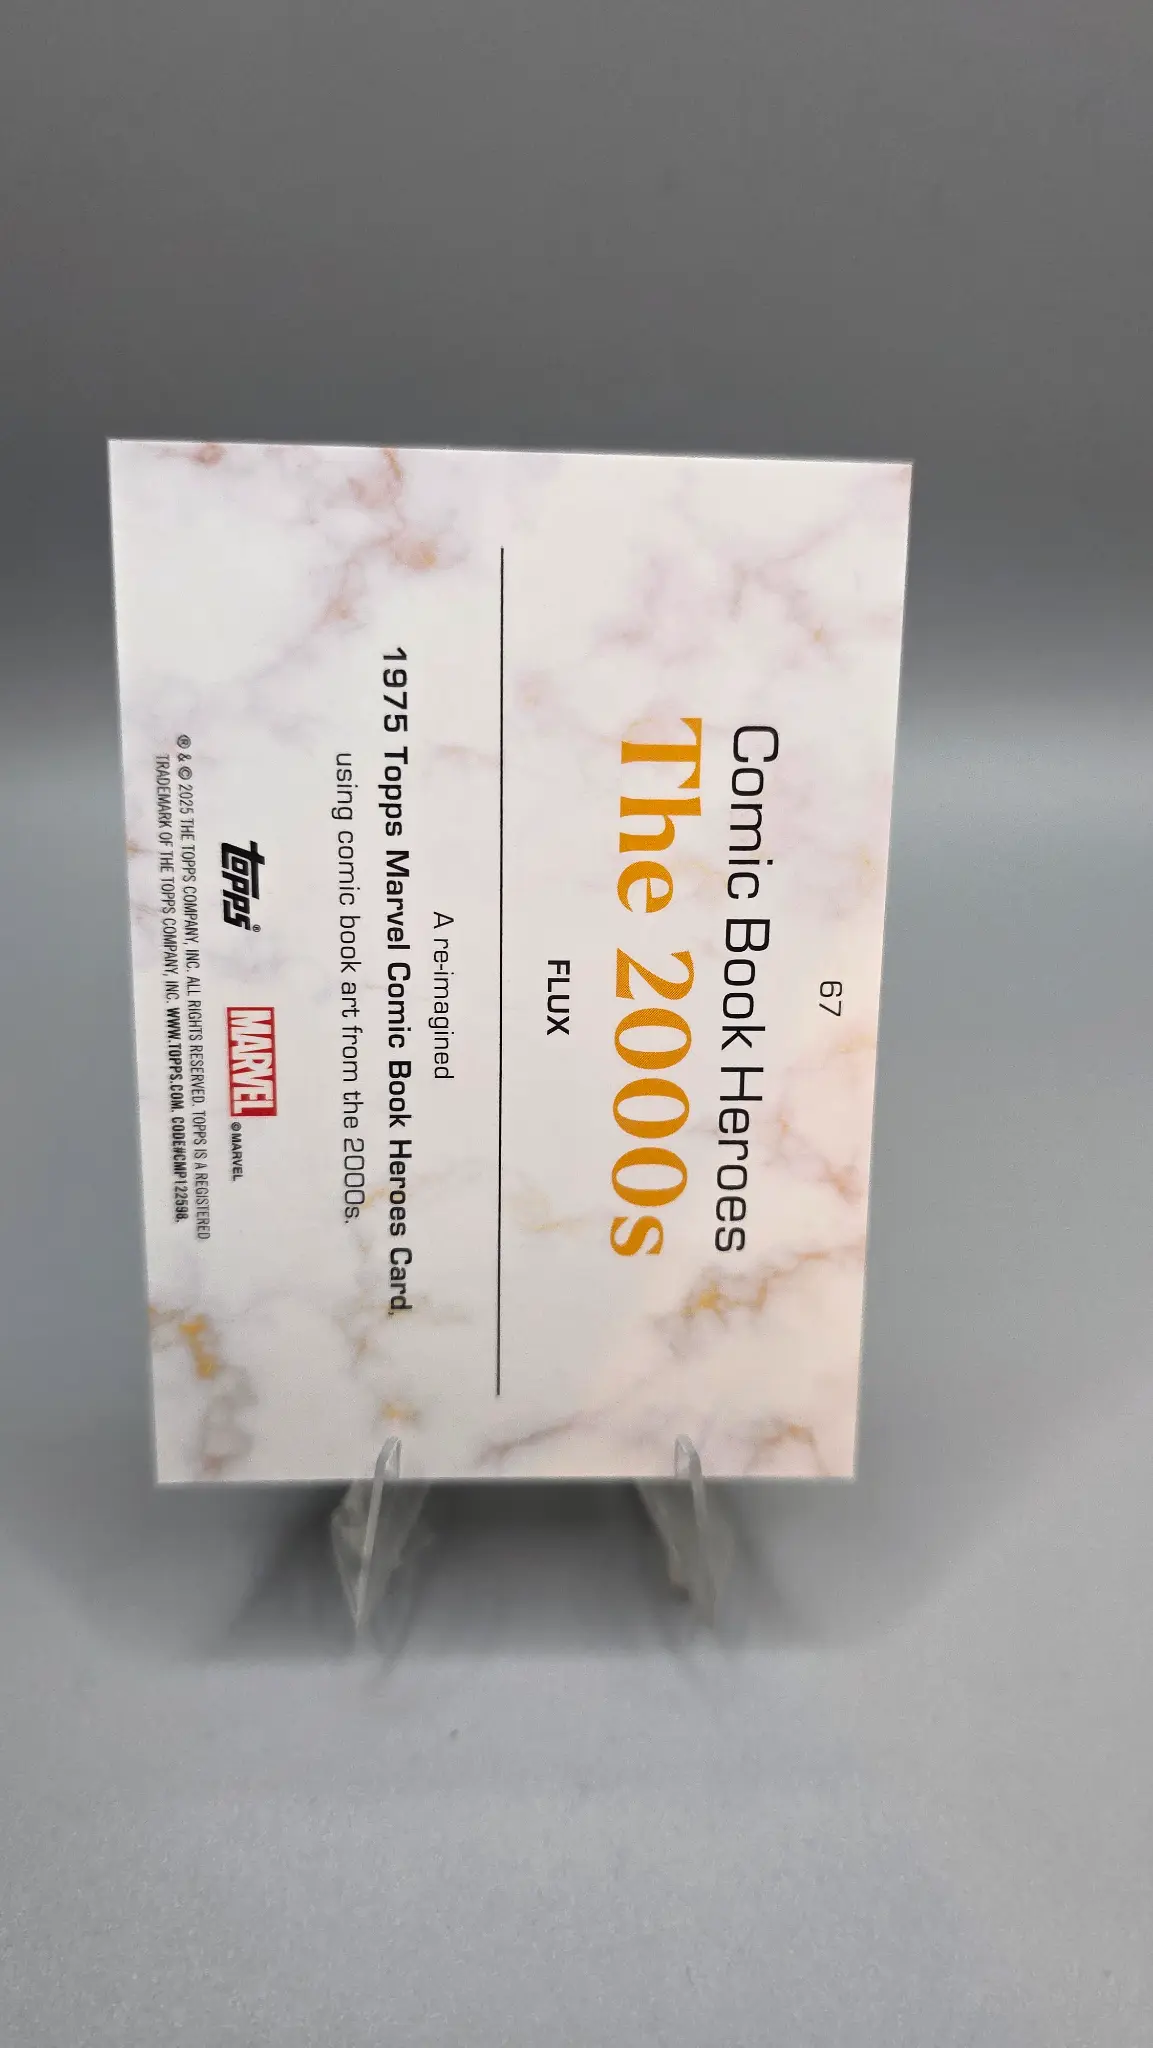 67
Comic Book Heroes
The 2000s
FLUX
A re-imagined
1975 Topps Marvel Comic Book Heroes Card,
using comic book art from the 2000s.
topps® MARVEL © MARVEL
® & © 2025 THE TOPPS COMPANY, INC. ALL RIGHTS RESERVED. TOPPS IS A REGISTERED
TRADEMARK OF THE TOPPS COMPANY, INC. WWW.TOPPS.COM. CODE#CMP122598.